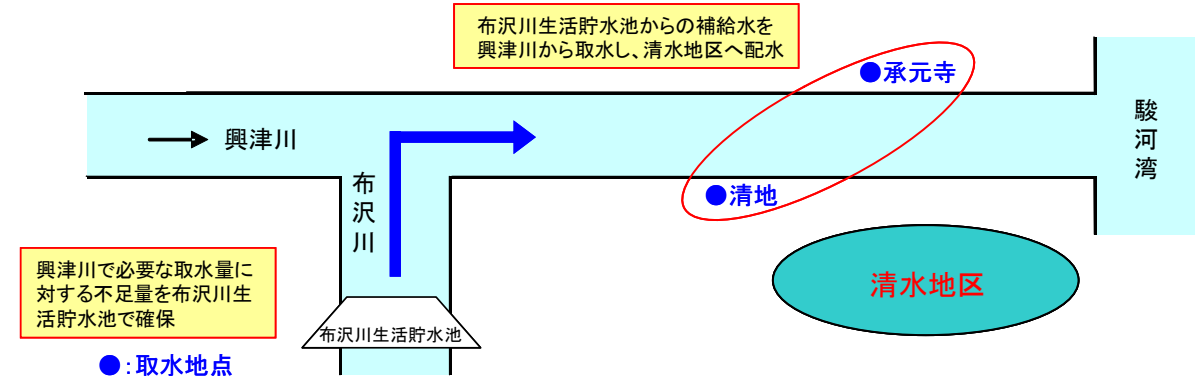 布沢川生活貯水池からの補給水を
興津川から取水し、清水地区へ配水
●承元寺
興津川
駿河湾
布沢川
●清地
興津川で必要な取水量に
対する不足量を布沢川生
活貯水池で確保
清水地区
布沢川生活貯水池
●:取水地点